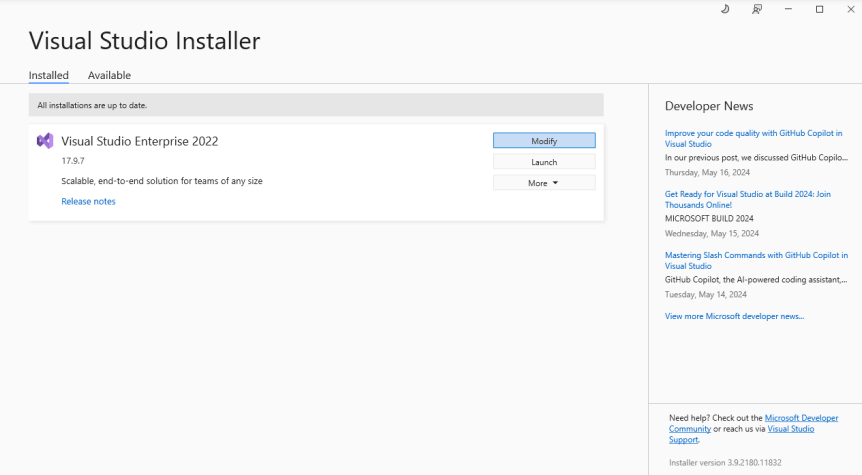 Visual Studio Installer
Installed
Available
All installations are up to date.
Visual Studio Enterprise 2022
17.9.7
Scalable, end-to-end solution for teams of any size
Release notes
Modify
Launch
More
Developer News
Improve your code quality with GitHub Copilot in
Visual Studio
In our previous post, we discussed GitHub Copilo...
Thursday, May 16, 2024
Get Ready for Visual Studio at Build 2024: Join
Thousands Online!
MICROSOFT BUILD 2024
Wednesday, May 15, 2024
Mastering Slash Commands with GitHub Copilot in
Visual Studio
GitHub Copilot, the AI-powered coding assistant,...
Tuesday, May 14, 2024
View more Microsoft developer news...
Need help? Check out the Microsoft Developer
Community or reach us via Visual Studio
Support.
Installer version 3.9.2180.11832